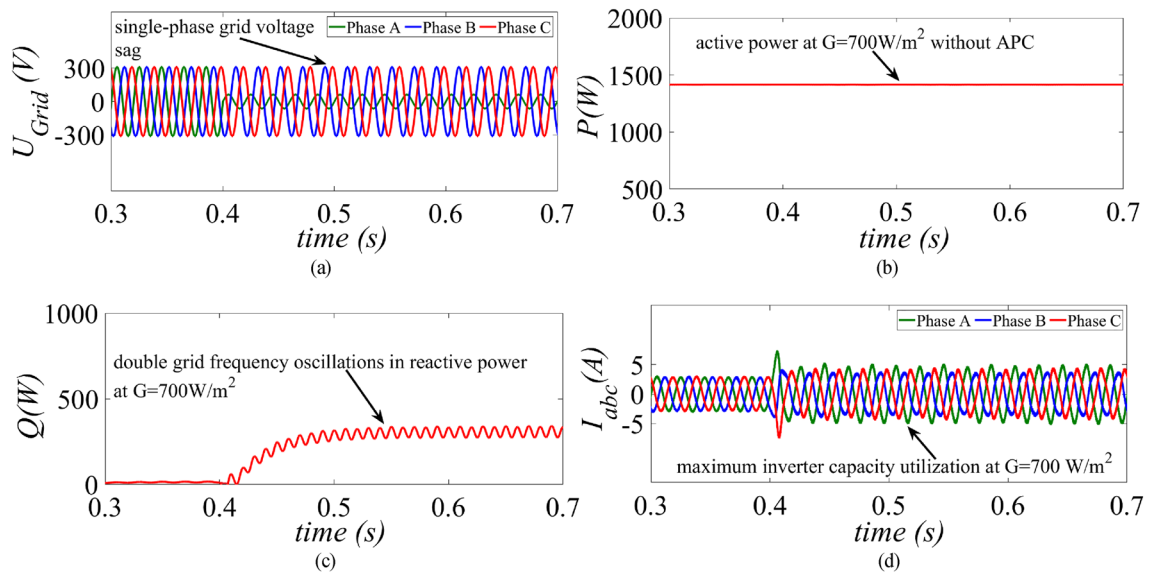 single-phase grid voltage
sag
Phase A Phase B Phase C
U_Grid (V)
300
0
-300
0.3 0.4 0.5 0.6 0.7
time (s)
(a)
active power at G=700W/m² without APC
P(W)
2000
1500
1000
500
0.3 0.4 0.5 0.6 0.7
time (s)
(b)
double grid frequency oscillations in reactive power
at G=700W/m²
Q(W)
1000
500
0
0.3 0.4 0.5 0.6 0.7
time (s)
(c)
Phase A Phase B Phase C
I_abc(A)
5
0
-5
maximum inverter capacity utilization at G=700 W/m²
0.3 0.4 0.5 0.6 0.7
time (s)
(d)